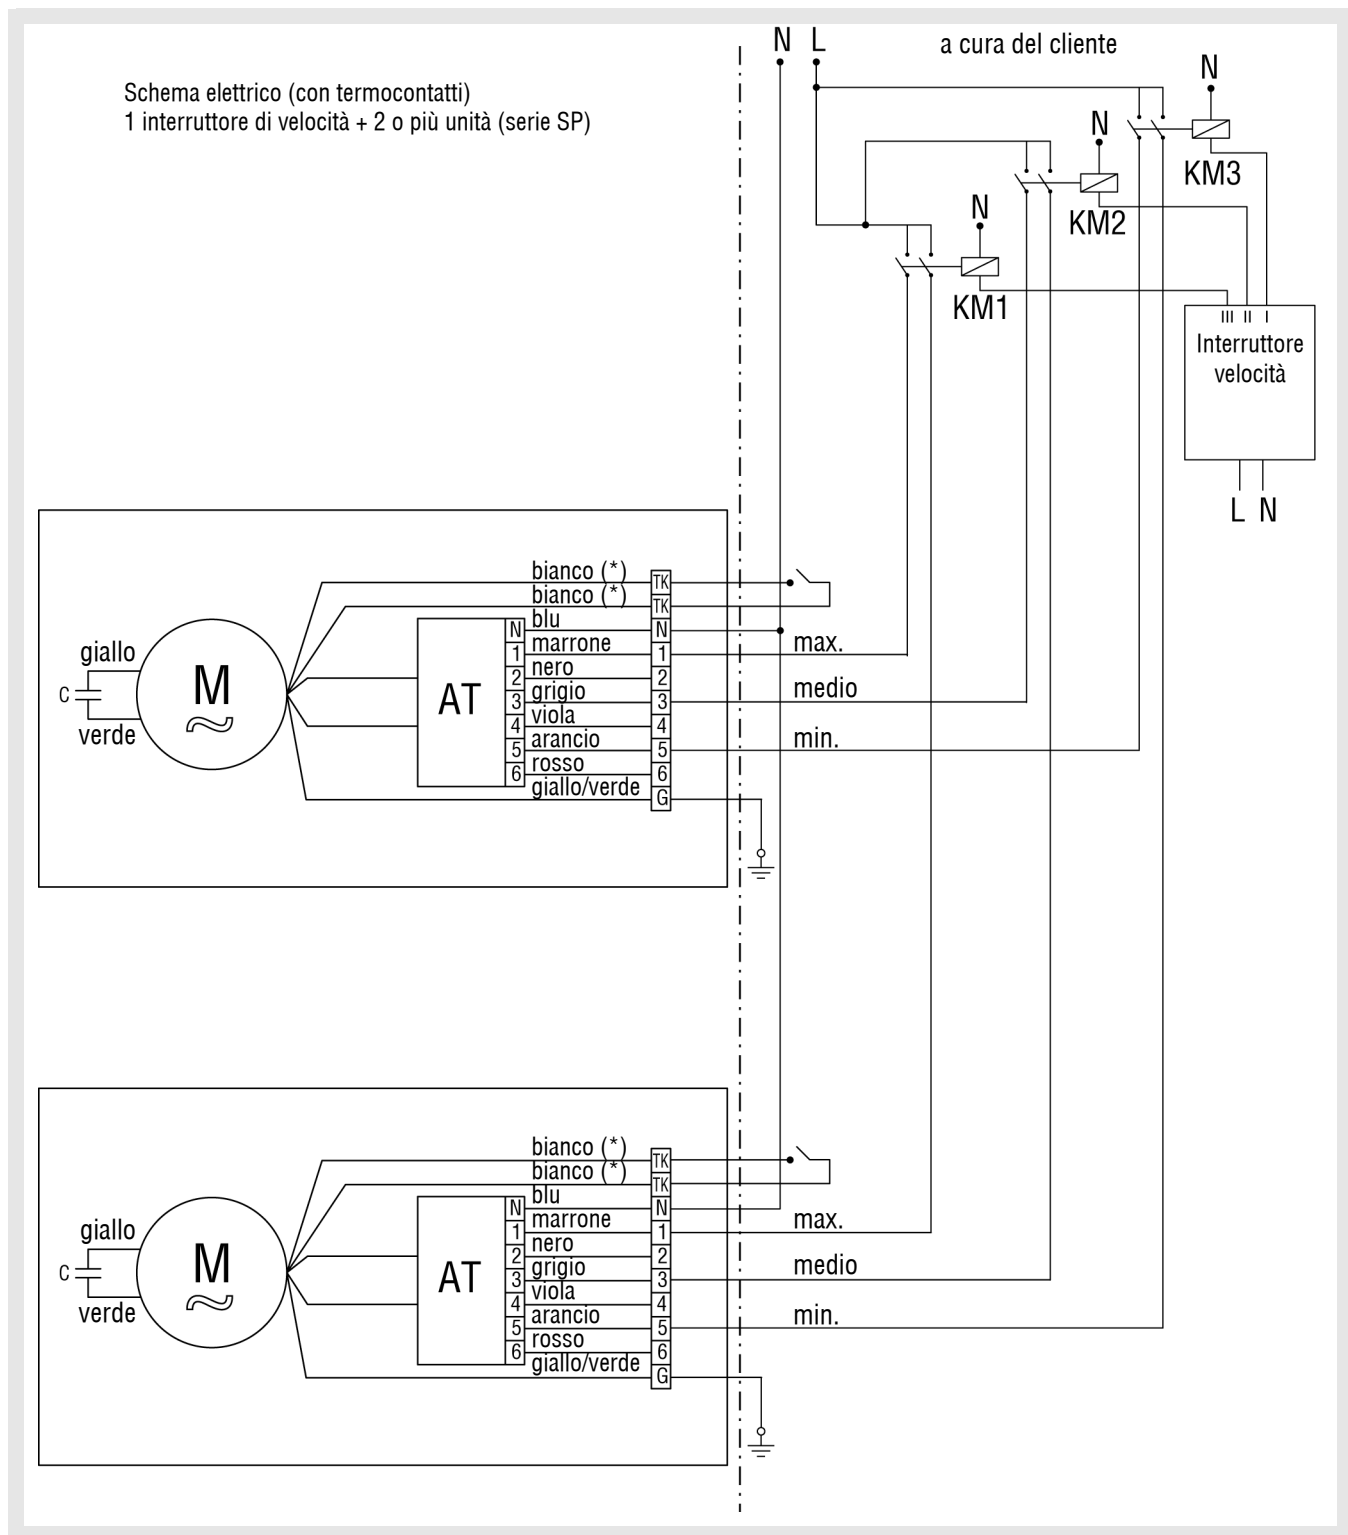 N L
a cura del cliente
N
Schema elettrico (con termocontatti)
1 interruttore di velocità + 2 o più unità (serie SP)
N
KM3
N
KM2
KM1
III II I
Interruttore
velocità
L N
bianco (*) TK
bianco (*) TK
N blu N
1 marrone 1 max.
2 nero 2
3 grigio 3 medio
4 viola 4
5 arancio 5 min.
6 rosso 6
giallo/verde G
giallo
C
verde
M
~
AT
bianco (*) TK
bianco (*) TK
N blu N
1 marrone 1 max.
2 nero 2
3 grigio 3 medio
4 viola 4
5 arancio 5 min.
6 rosso 6
giallo/verde G
giallo
C
verde
M
~
AT